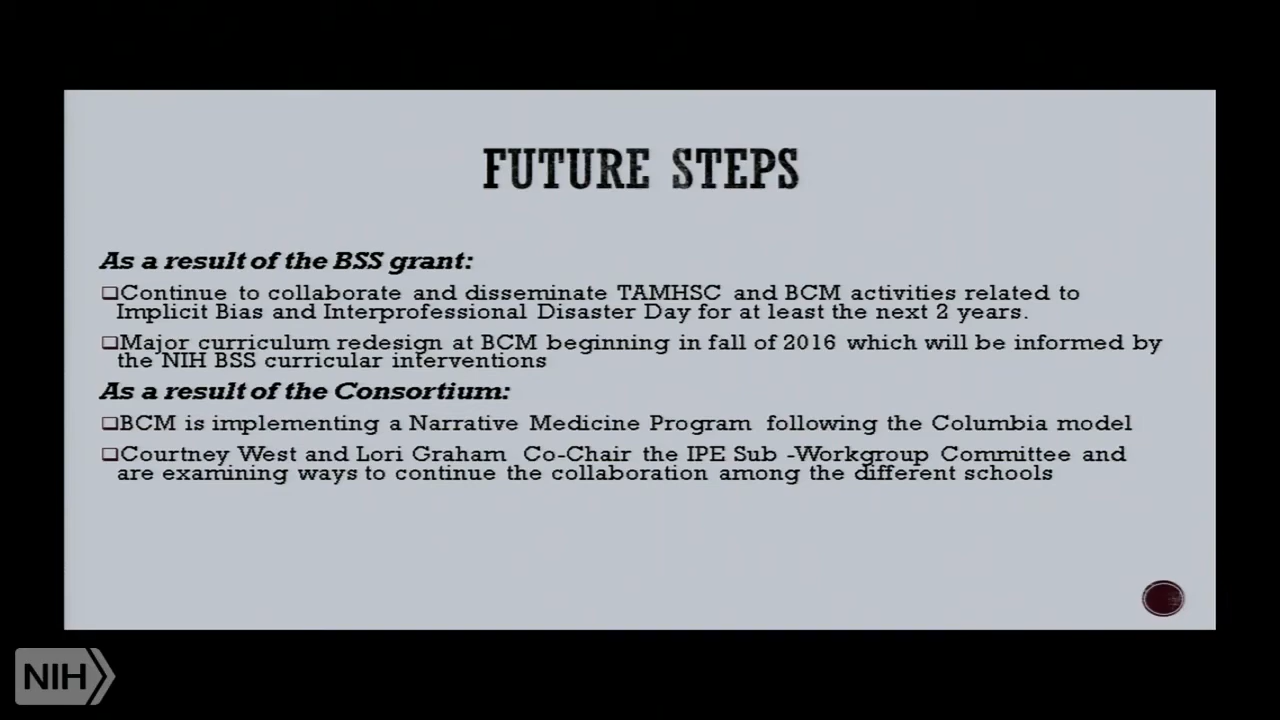 FUTURE STEPS
As a result of the BSS grant:
❑Continue to collaborate and disseminate TAMHSC and BCM activities related to
Implicit Bias and Interprofessional Disaster Day for at least the next 2 years.
❑Major curriculum redesign at BCM beginning in fall of 2016 which will be informed by
the NIH BSS curricular interventions
As a result of the Consortium:
❑BCM is implementing a Narrative Medicine Program following the Columbia model
❑Courtney West and Lori Graham Co-Chair the IPE Sub -Workgroup Committee and
are examining ways to continue the collaboration among the different schools
NIH